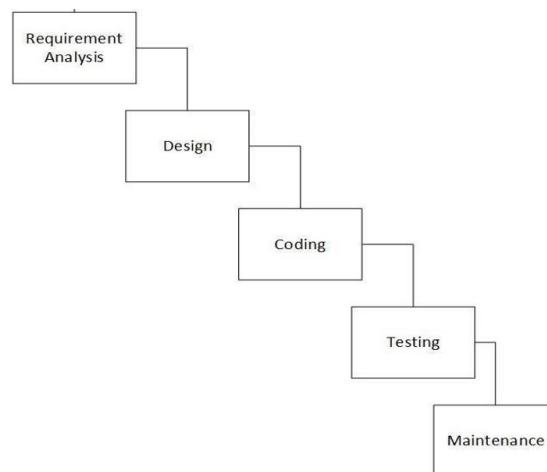 Requirement
Analysis
Design
Coding
Testing
Maintenance